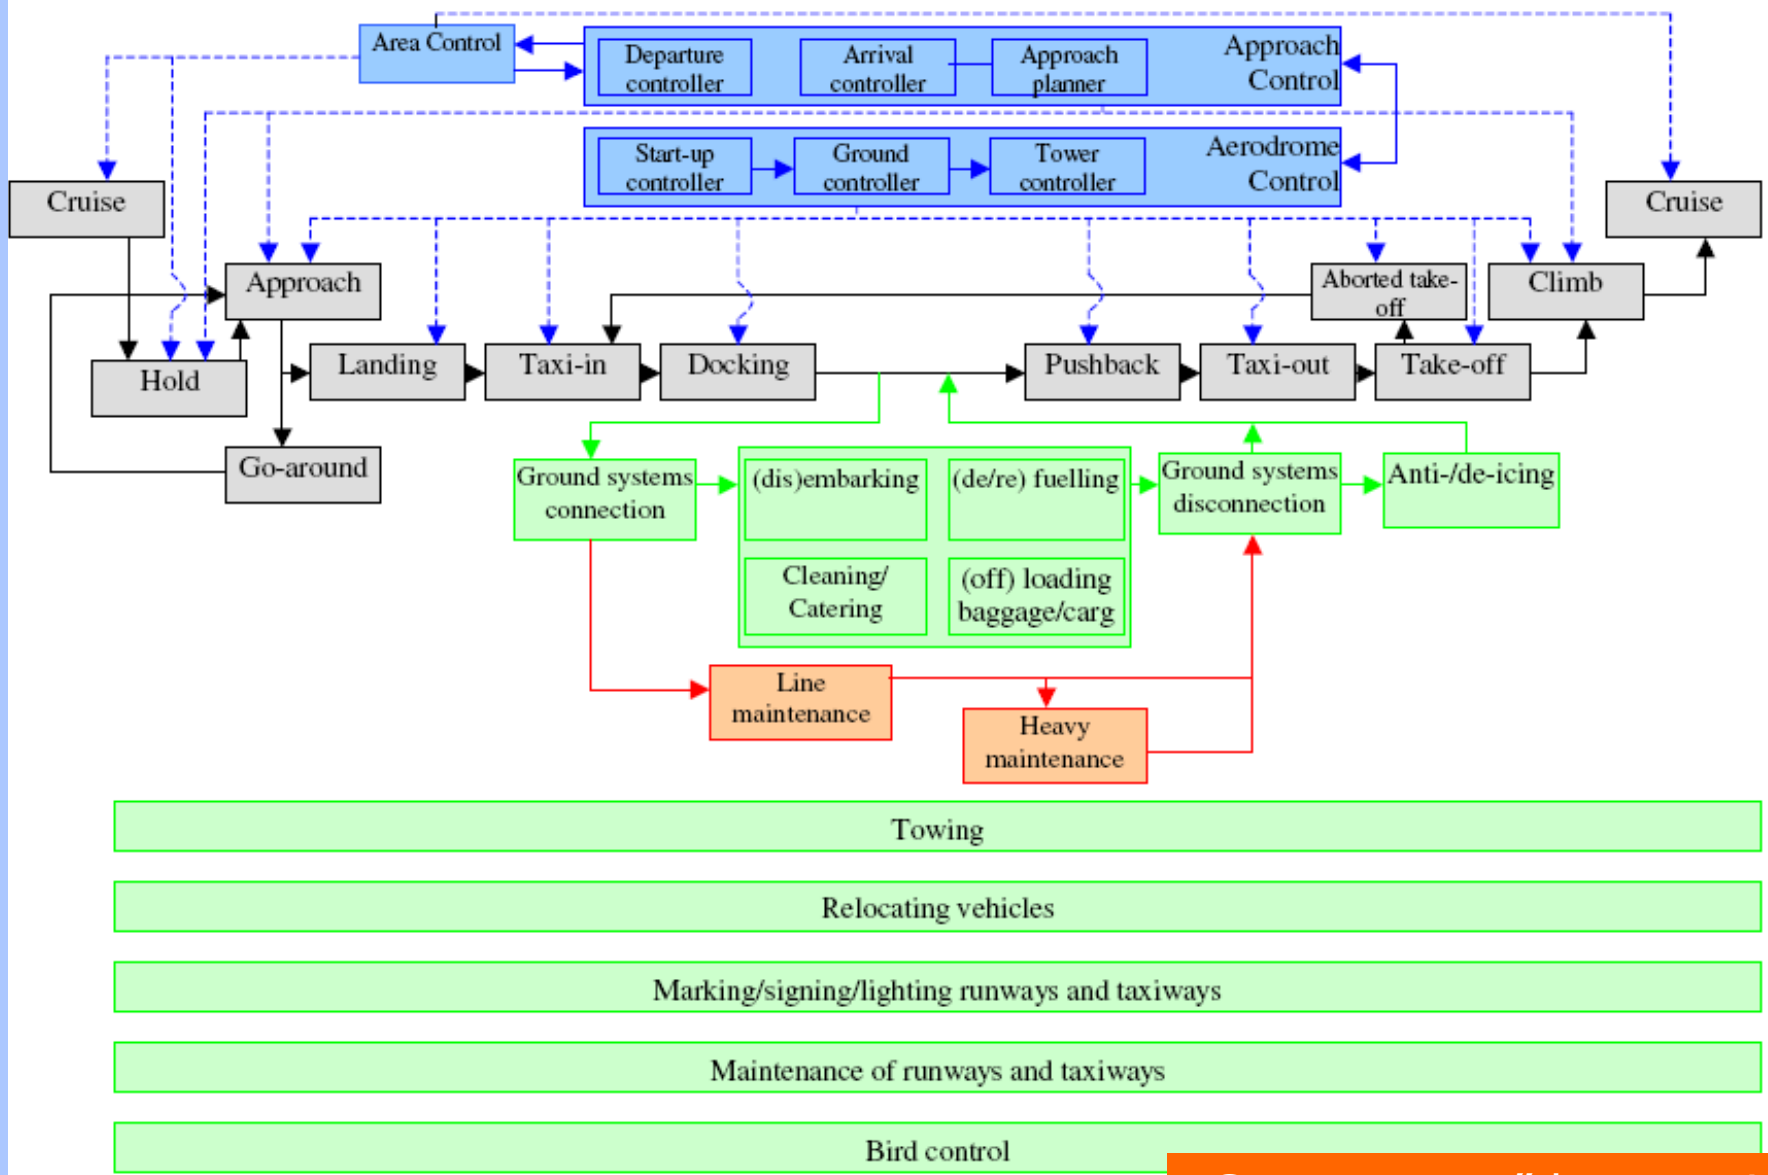 Area Control
Departure
controller
Arrival
controller
Approach
planner
Approach
Control
Start-up
controller
Ground
controller
Tower
controller
Aerodrome
Control
Cruise
Cruise
Approach
Aborted take-
off
Climb
Hold
Landing
Taxi-in
Docking
Pushback
Taxi-out
Take-off
Go-around
Ground systems
connection
(dis)embarking
(de/re) fuelling
Ground systems
disconnection
Anti-/de-icing
Cleaning/
Catering
(off) loading
baggage/carg
Line
maintenance
Heavy
maintenance
Towing
Relocating vehicles
Marking/signing/lighting runways and taxiways
Maintenance of runways and taxiways
Bird control